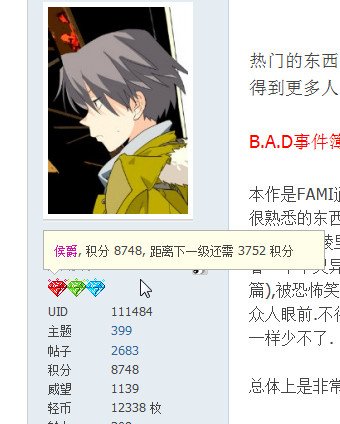 热门的东西
得到更多人
B.A.D事件簿
本作是FAMI通
很熟悉的东西
侯爵, 积分 8748, 距离下一级还需 3752 积分
篇),被恐怖笑
众人眼前.不得
一样少不了.
总体上是非常
UID 111484
主题 399
帖子 2683
积分 8748
威望 1139
轻币 12338 枚